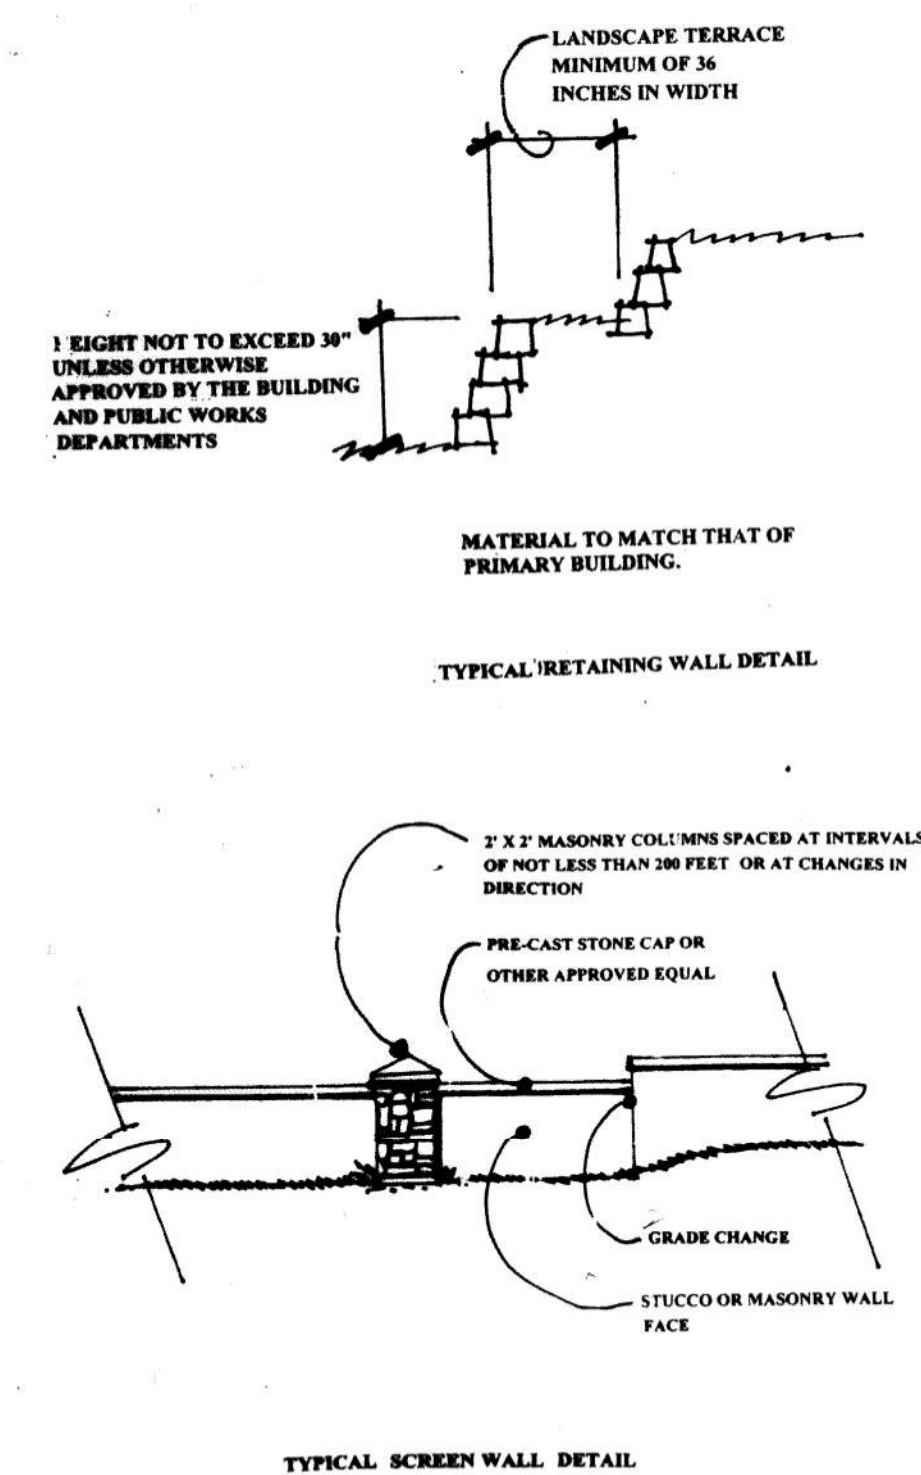 LANDSCAPE TERRACE
MINIMUM OF 36
INCHES IN WIDTH
HEIGHT NOT TO EXCEED 30"
UNLESS OTHERWISE
APPROVED BY THE BUILDING
AND PUBLIC WORKS
DEPARTMENTS
MATERIAL TO MATCH THAT OF
PRIMARY BUILDING.
TYPICAL RETAINING WALL DETAIL
2' X 2' MASONRY COLUMNS SPACED AT INTERVALS
OF NOT LESS THAN 200 FEET OR AT CHANGES IN
DIRECTION
PRE-CAST STONE CAP OR
OTHER APPROVED EQUAL
GRADE CHANGE
STUCCO OR MASONRY WALL
FACE
TYPICAL SCREEN WALL DETAIL